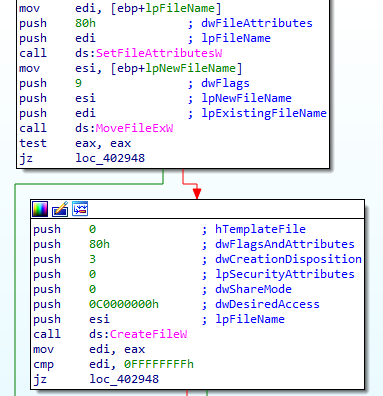 mov edi, [ebp+lpFileName]
push 80h ; dwFileAttributes
push edi ; lpFileName
call ds:SetFileAttributesW
mov esi, [ebp+lpNewFileName]
push 9 ; dwFlags
push esi ; lpNewFileName
push edi ; lpExistingFileName
call ds:MoveFileExW
test eax, eax
jz loc_402948
push 0 ; hTemplateFile
push 80h ; dwFlagsAndAttributes
push 3 ; dwCreationDisposition
push 0 ; lpSecurityAttributes
push 0 ; dwShareMode
push 0C0000000h ; dwDesiredAccess
push esi ; lpFileName
call ds:CreateFileW
mov edi, eax
cmp edi, 0FFFFFFFFh
jz loc_402948